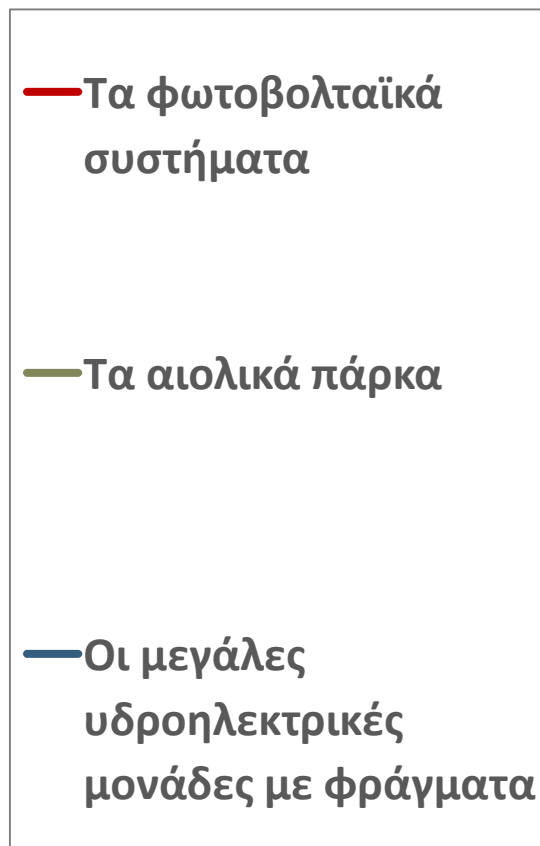 Τα φωτοβολταϊκά
συστήματα
Τα αιολικά πάρκα
Οι μεγάλες
υδροηλεκτρικές
μονάδες με φράγματα